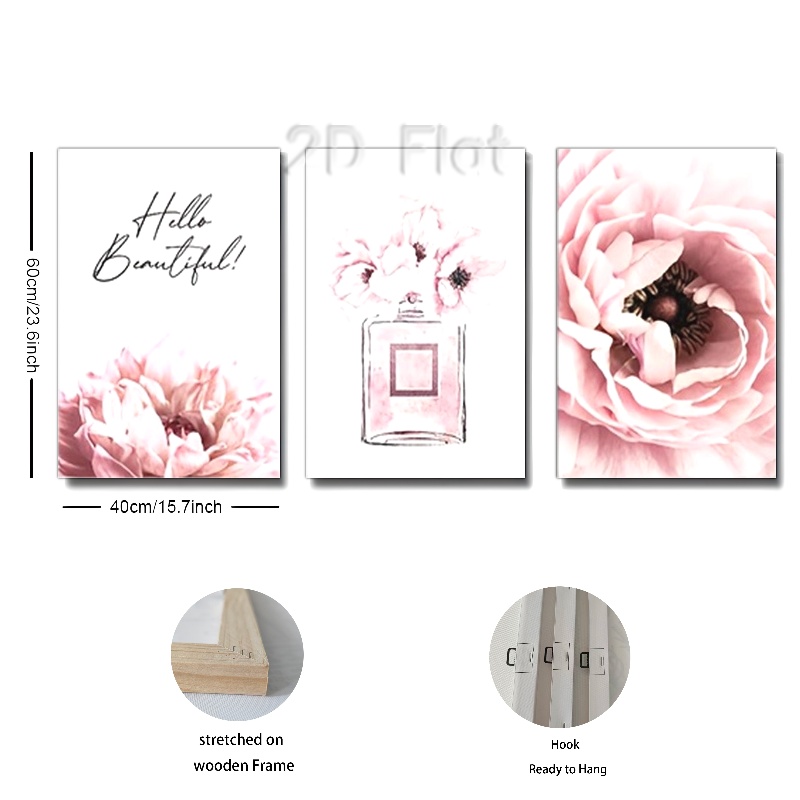 2D Flat
Hello
Beautiful!
60cm/23.6inch
40cm/15.7inch
stretched on
wooden Frame
Hook
Ready to Hang